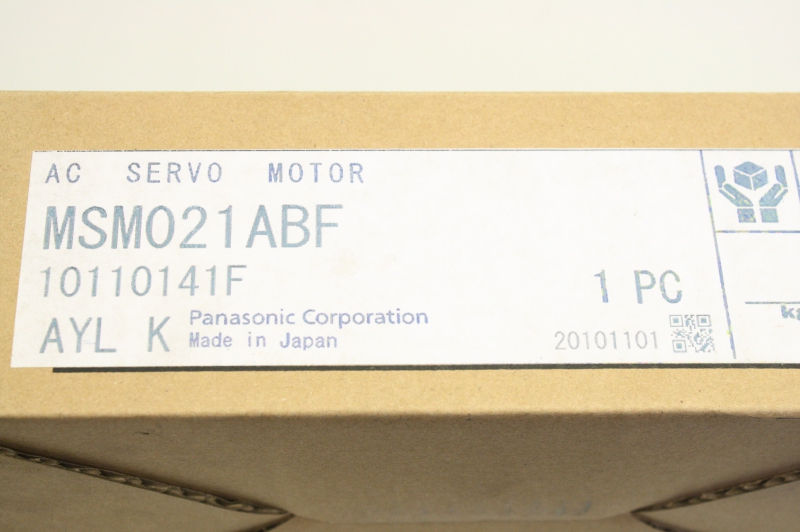 AC SERVO MOTOR
MSM021ABF
10110141F
1 PC
AYL K
Panasonic Corporation
Made in Japan
20101101